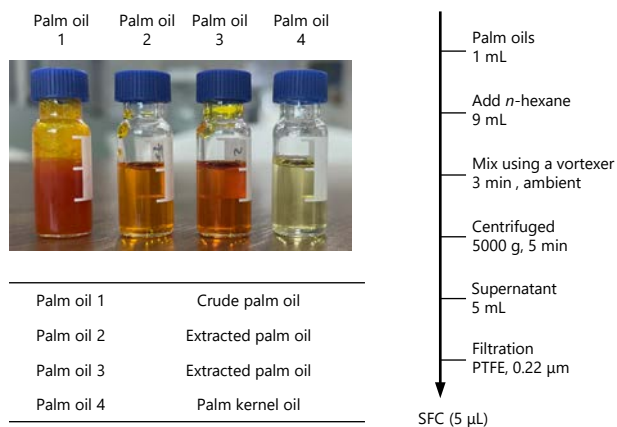 Palm oil 1
Palm oil 2
Palm oil 3
Palm oil 4
Palm oil 1 Crude palm oil
Palm oil 2 Extracted palm oil
Palm oil 3 Extracted palm oil
Palm oil 4 Palm kernel oil
Palm oils
1 mL
Add n-hexane
9 mL
Mix using a vortexer
3 min , ambient
Centrifuged
5000 g, 5 min
Supernatant
5 mL
Filtration
PTFE, 0.22 μm
SFC (5 μL)